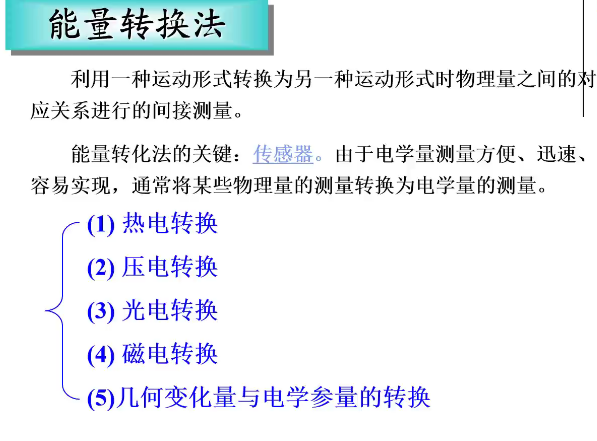 能量转换法
利用一种运动形式转换为另一种运动形式时物理量之间的对
应关系进行的间接测量。
能量转化法的关键：传感器。由于电学量测量方便、迅速、
容易实现，通常将某些物理量的测量转换为电学量的测量。
(1) 热电转换
(2) 压电转换
(3) 光电转换
(4) 磁电转换
(5)几何变化量与电学参量的转换